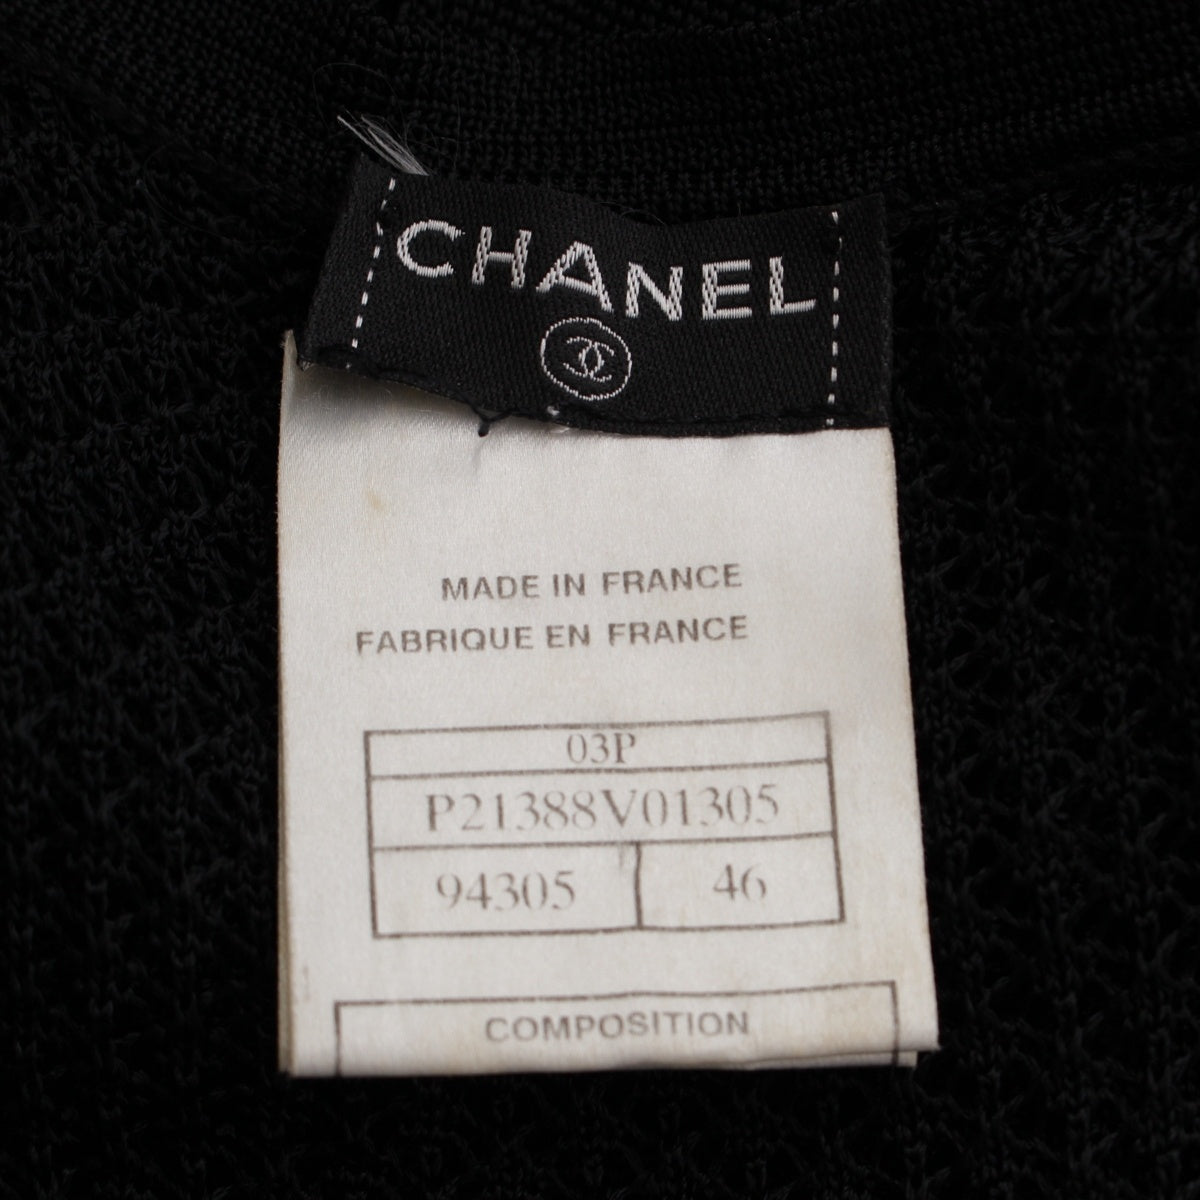 CHANEL
MADE IN FRANCE
FABRIQUE EN FRANCE
03P
P21388V01305
94305 46
COMPOSITION